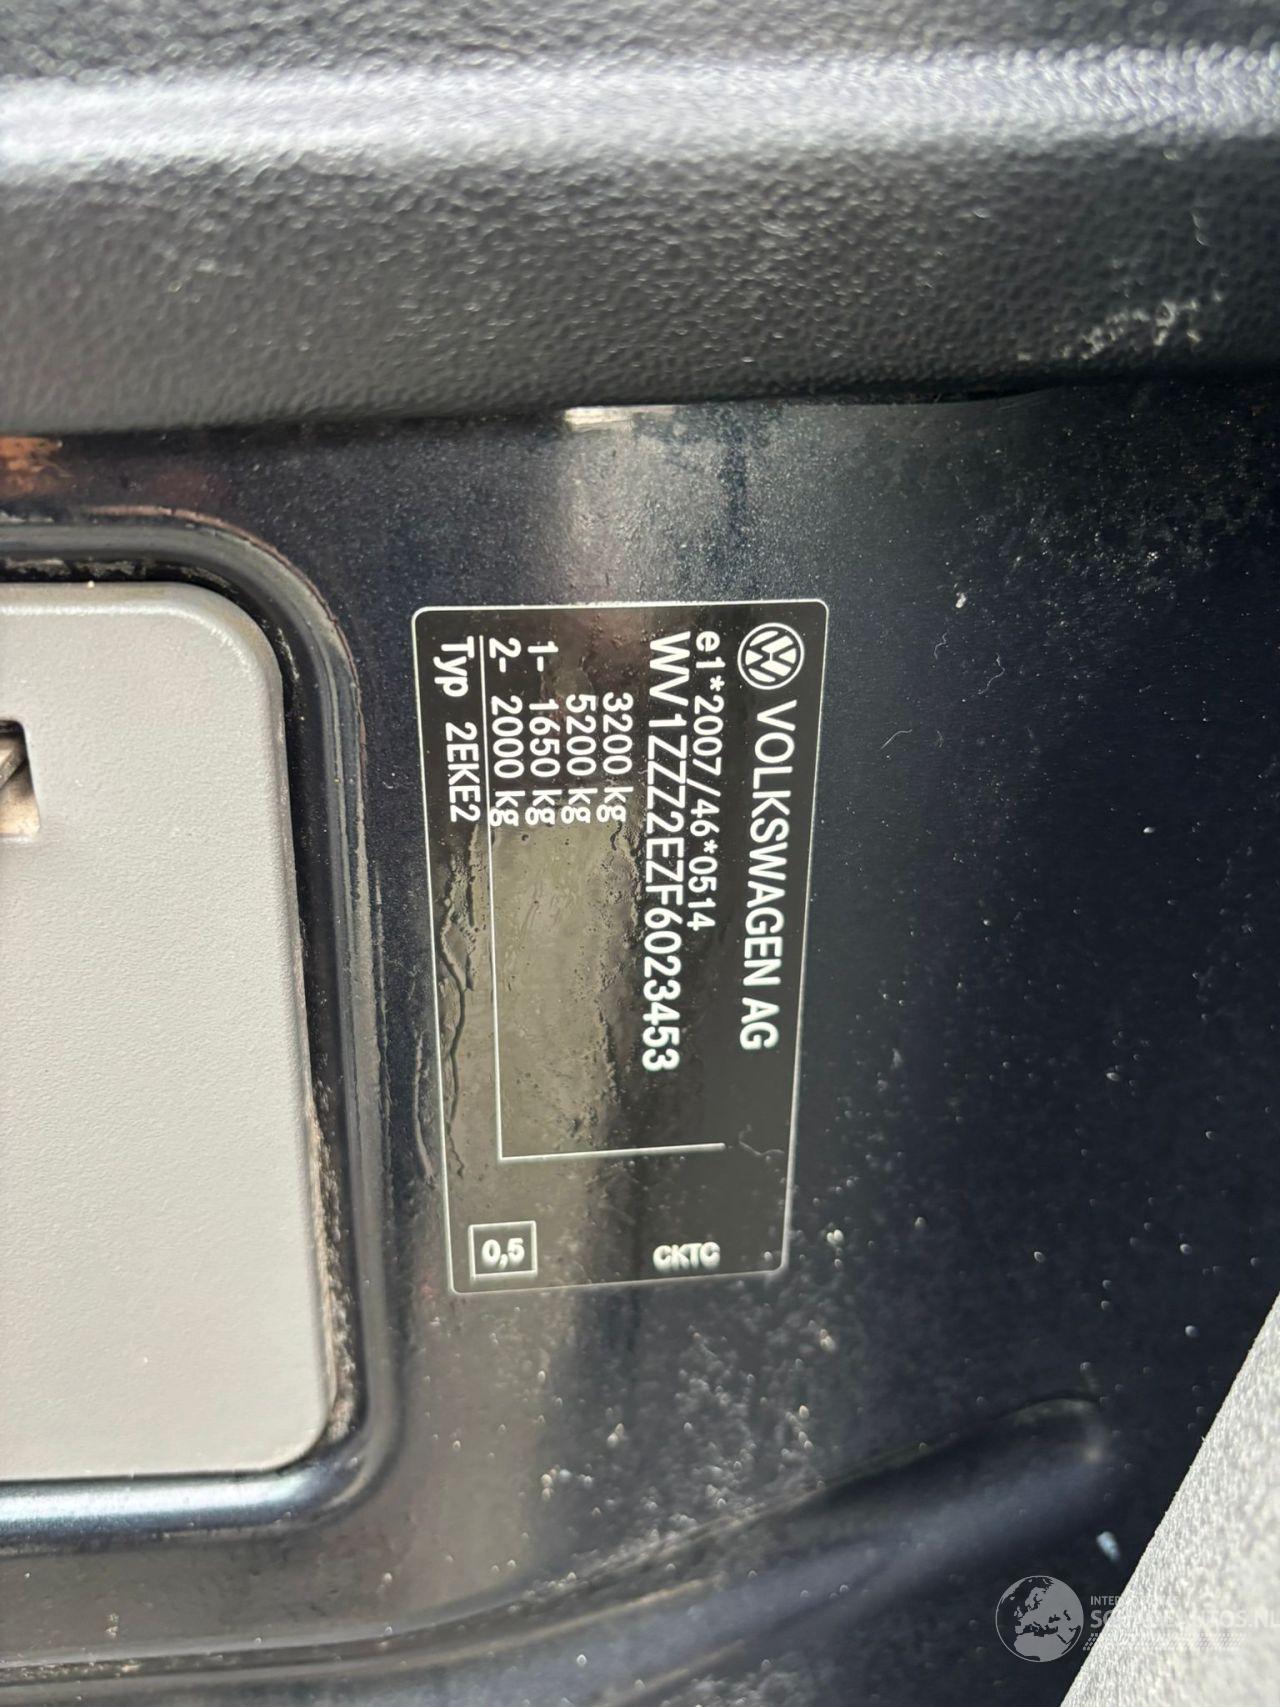 VOLKSWAGEN AG
e1*2007/46*0514
WV1ZZZ2EZF6023453
3200 kg
5200 kg
1- 1650 kg
2- 2000 kg
Typ 2EKE2
CKTC
0,5